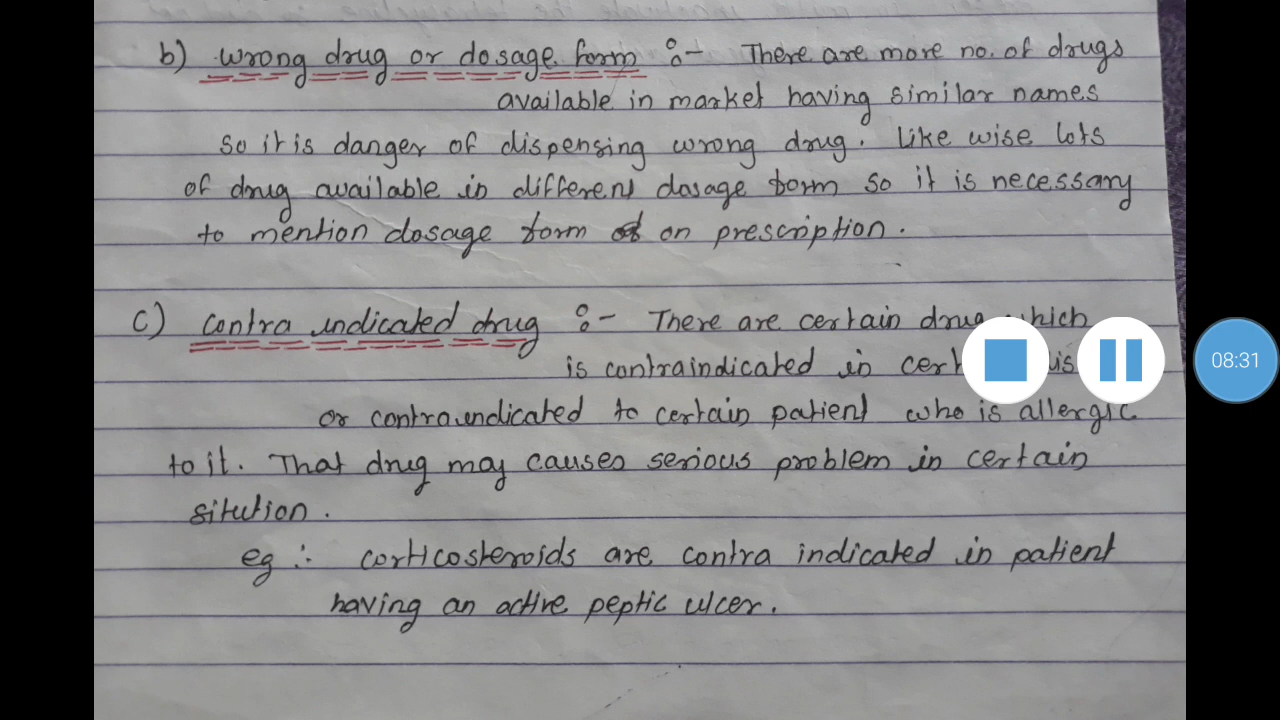 b) wrong drug or dosage form :- There are more no. of drugs
available in market having similar names
so it is danger of dispensing wrong drug. Like wise lots
of drug available in different dosage form so it is necessary
to mention dosage form on prescription.
c) contra indicated drug :- There are certain drug which
is contraindicated in
or contraindicated to certain patient who is allergic
to it. That drug may causes serious problem in certain
sitution.
eg ∴ corticosteroids are contra indicated in patient
having an active peptic ulcer.
08:31